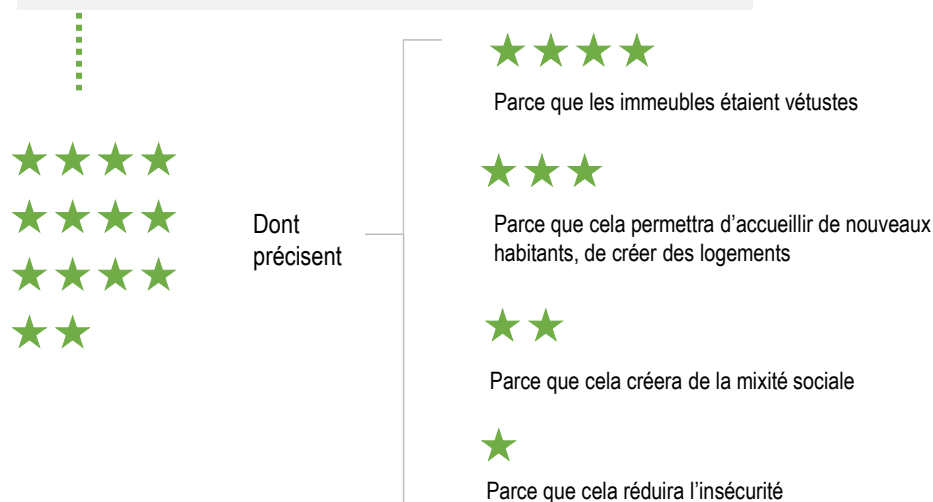 Parce que les immeubles étaient vétustes
Dont
précisent
Parce que cela permettra d’accueillir de nouveaux
habitants, de créer des logements
Parce que cela créera de la mixité sociale
Parce que cela réduira l’insécurité